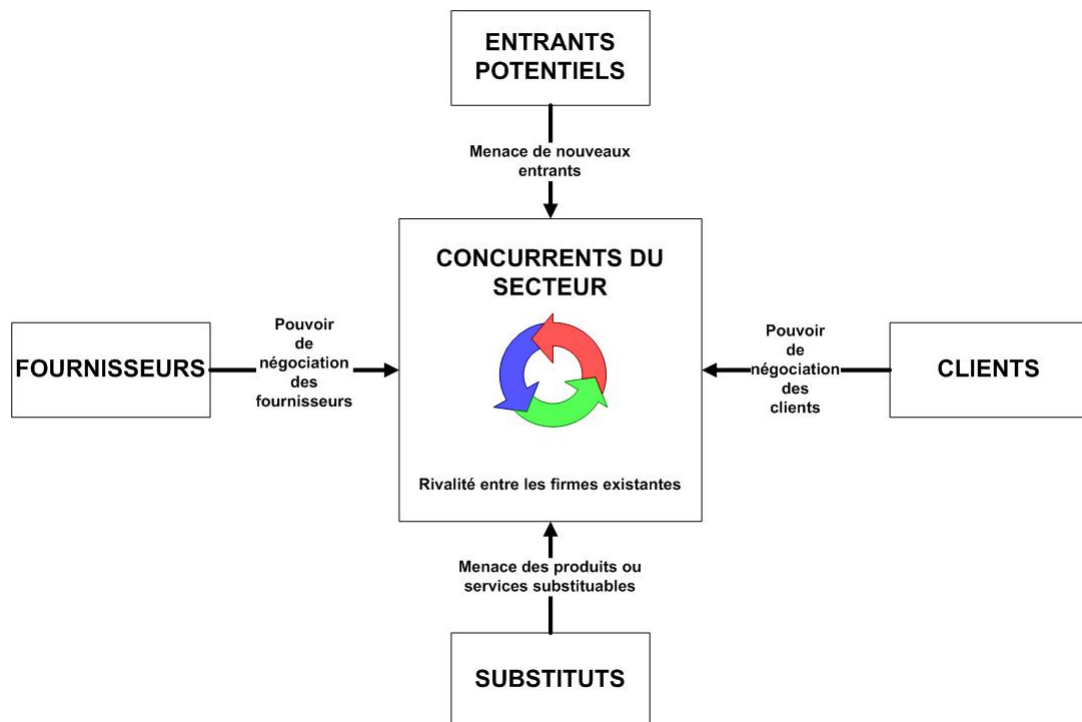 ENTRANTS
POTENTIELS
Menace de nouveaux
entrants
CONCURRENTS DU
SECTEUR
FOURNISSEURS
Pouvoir
de
négociation
des
fournisseurs
Pouvoir
de
négociation
des
clients
CLIENTS
Rivalité entre les firmes existantes
Menace des produits ou
services substituables
SUBSTITUTS